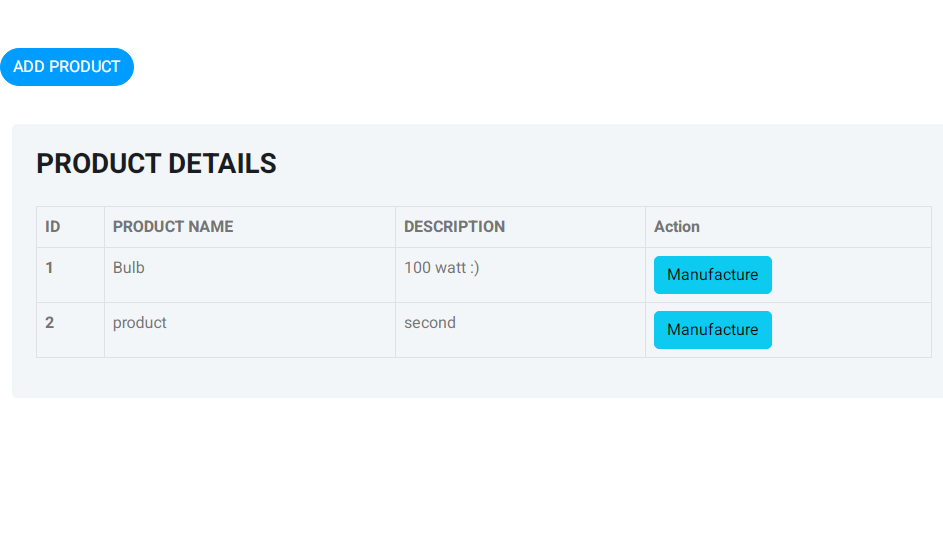 ADD PRODUCT
PRODUCT DETAILS
ID PRODUCT NAME DESCRIPTION Action
1 Bulb 100 watt :) Manufacture
2 product second Manufacture